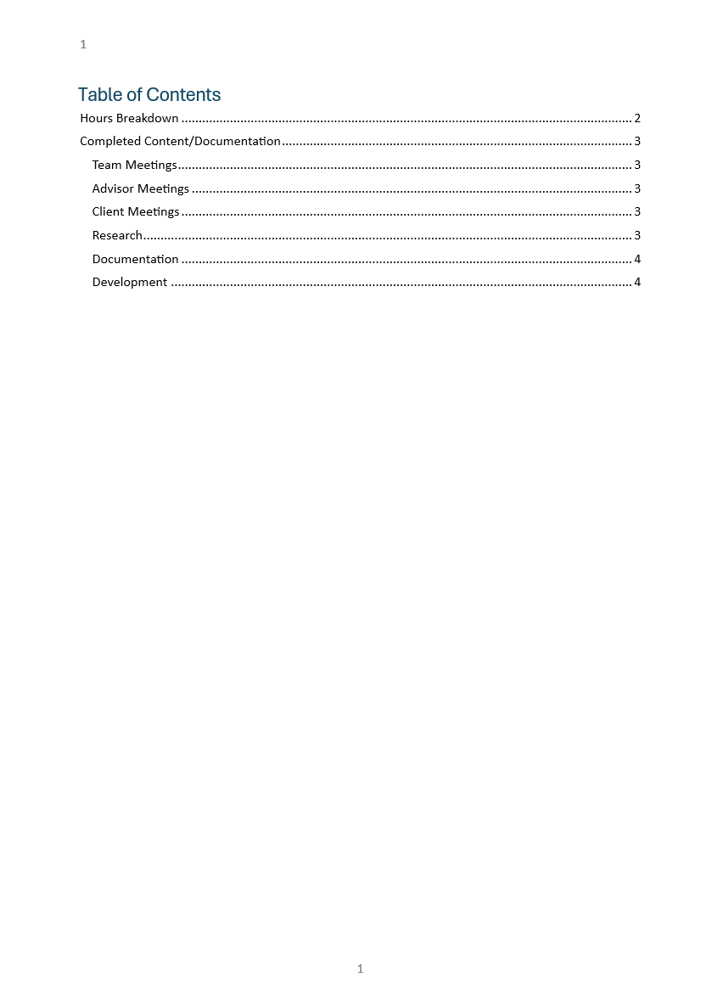 1
Table of Contents
Hours Breakdown ........................................................................................................ 2
Completed Content/Documentation ........................................................................................................ 3
Team Meetings ........................................................................................................ 3
Advisor Meetings ........................................................................................................ 3
Client Meetings ........................................................................................................ 3
Research ........................................................................................................ 3
Documentation ........................................................................................................ 4
Development ........................................................................................................ 4
1